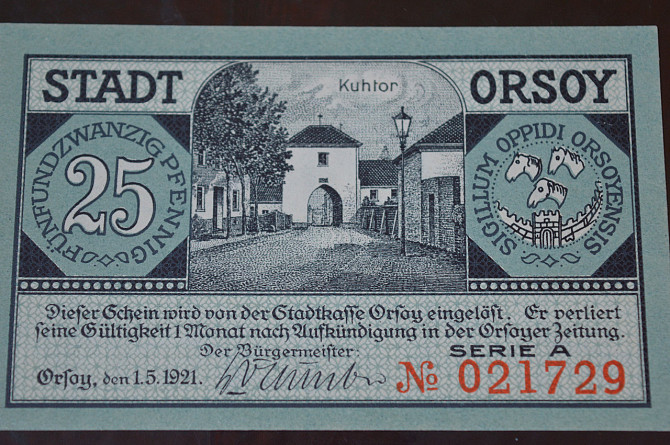 STADT ORSOY
Kuhtor
FÜNFUNDZWANZIG PFENNIG
25
SIGILLUM OPPIDI ORSOYENSIS
Dieser Schein wird von der Stadtkasse Orsoy eingelöst. Er verliert
seine Gültigkeit 1 Monat nach Aufkündigung in der Orsoyer Zeitung.
Der Bürgermeister:
SERIE A
Orsoy, den 1.5.1921.
№ 021729